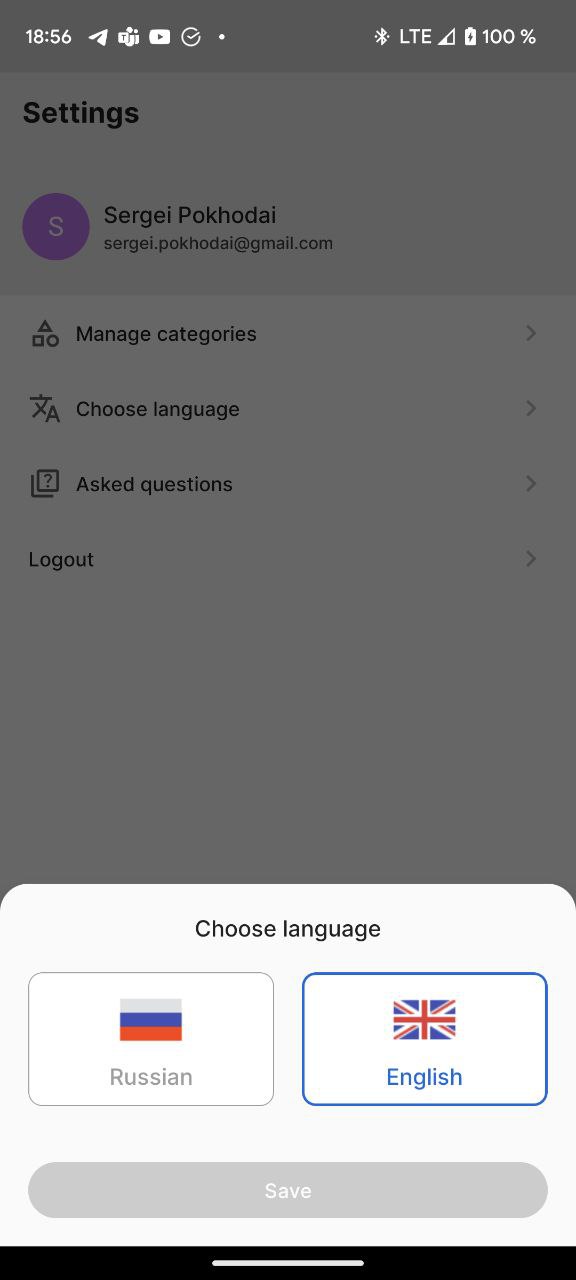 18:56 LTE 100 %
Settings
S
Sergei Pokhodai
sergei.pokhodai@gmail.com
Manage categories
Choose language
Asked questions
Logout
Choose language
Russian
English
Save